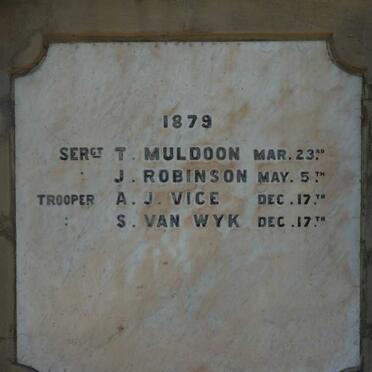 1879
SERGT T. MULDOON MAR. 23RD
: J. ROBINSON MAY. 5TH
TROOPER A. J. VICE DEC. 17TH
: S. VAN WYK DEC. 17TH